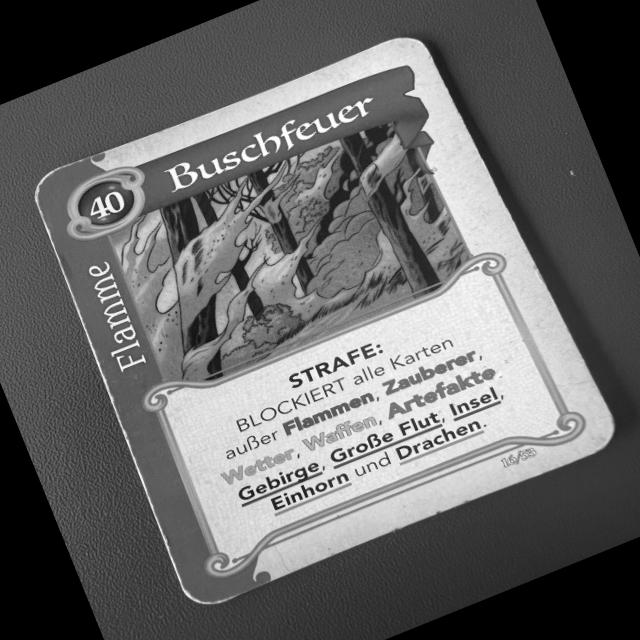 Buschfeuer
40
Flamme
STRAFE:
BLOCKIERT alle Karten
außer Flammen, Zauberer,
Wetter, Waffen, Artefakte,
Gebirge, Große Flut, Insel,
Einhorn und Drachen.